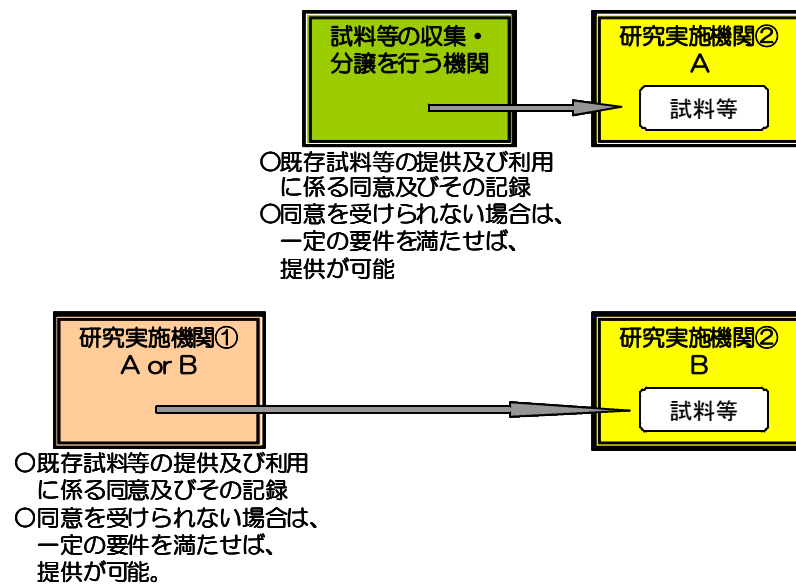 試料等の収集・
分譲を行う機関
研究実施機関②
A
試料等
○既存試料等の提供及び利用
に係る同意及びその記録
○同意を受けられない場合は、
一定の要件を満たせば、
提供が可能
研究実施機関①
A or B
研究実施機関②
B
試料等
○既存試料等の提供及び利用
に係る同意及びその記録
○同意を受けられない場合は、
一定の要件を満たせば、
提供が可能。